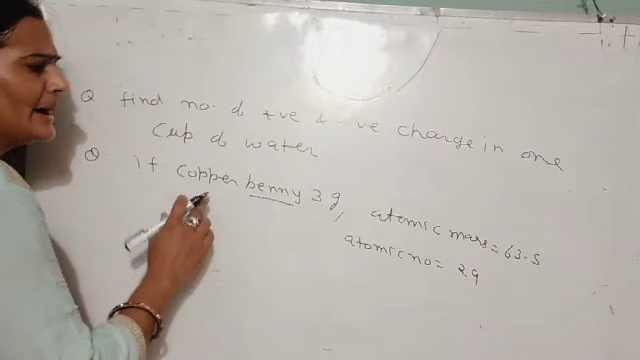 Q find no. of +ve & -ve charge in one
Cup of water
Q if copper benny 3 g, atomic mass = 63.5
atomic no = 29